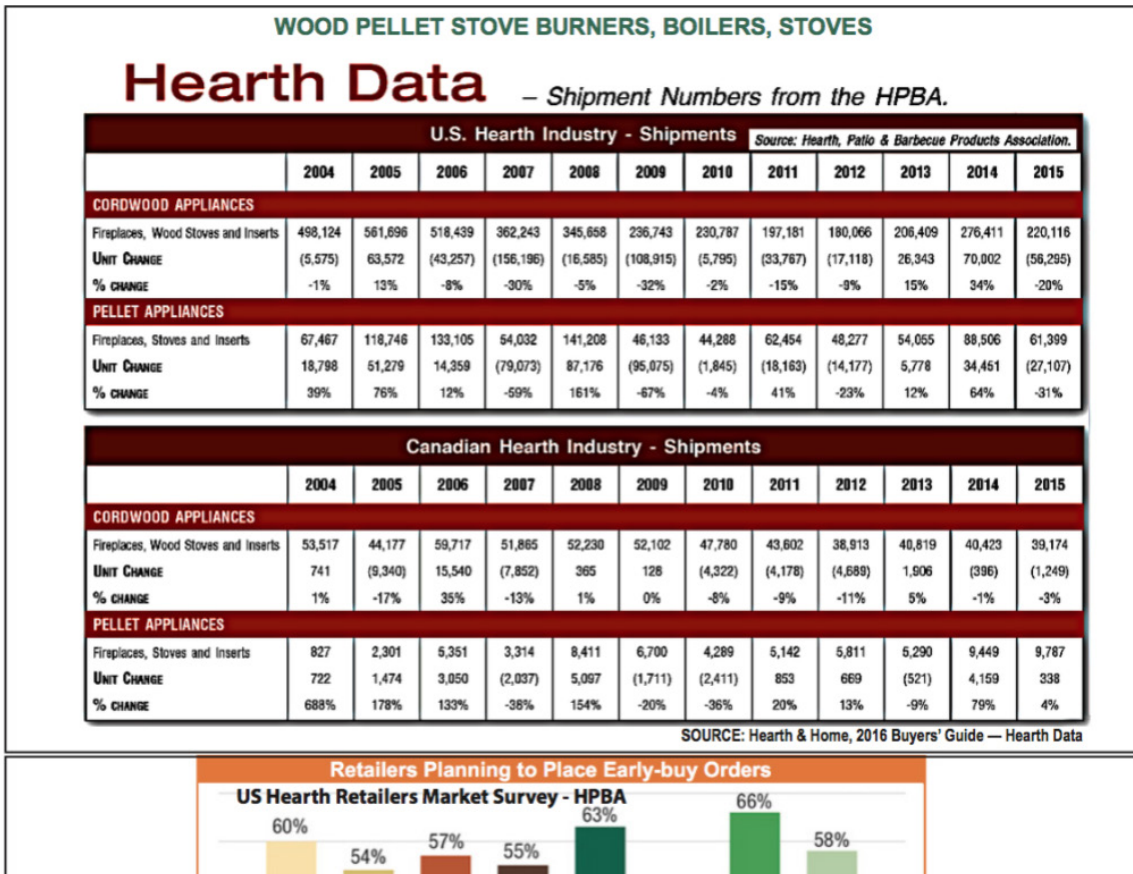 WOOD PELLET STOVE BURNERS, BOILERS, STOVES
Hearth Data – Shipment Numbers from the HPBA.
U.S. Hearth Industry - Shipments Source: Hearth, Patio & Barbecue Products Association.
2004 2005 2006 2007 2008 2009 2010 2011 2012 2013 2014 2015
CORDWOOD APPLIANCES
Fireplaces, Wood Stoves and Inserts 498,124 561,696 518,439 362,243 345,658 236,743 230,787 197,181 180,066 206,409 276,411 220,116
UNIT CHANGE (5,575) 63,572 (43,257) (156,196) (16,585) (108,915) (5,795) (33,767) (17,118) 26,343 70,002 (56,295)
% CHANGE -1% 13% -8% -30% -5% -32% -2% -15% -9% 15% 34% -20%
PELLET APPLIANCES
Fireplaces, Stoves and Inserts 67,467 118,746 133,105 54,032 141,208 46,133 44,288 62,454 48,277 54,055 88,506 61,399
UNIT CHANGE 18,798 51,279 14,359 (79,073) 87,176 (95,075) (1,845) (18,163) (14,177) 5,778 34,451 (27,107)
% CHANGE 39% 76% 12% -59% 161% -67% -4% 41% -23% 12% 64% -31%
Canadian Hearth Industry - Shipments
2004 2005 2006 2007 2008 2009 2010 2011 2012 2013 2014 2015
CORDWOOD APPLIANCES
Fireplaces, Wood Stoves and Inserts 53,517 44,177 59,717 51,865 52,230 52,102 47,780 43,602 38,913 40,819 40,423 39,174
UNIT CHANGE 741 (9,340) 15,540 (7,852) 365 128 (4,322) (4,178) (4,689) 1,906 (396) (1,249)
% CHANGE 1% -17% 35% -13% 1% 0% -8% -9% -11% 5% -1% -3%
PELLET APPLIANCES
Fireplaces, Stoves and Inserts 827 2,301 5,351 3,314 8,411 6,700 4,289 5,142 5,811 5,290 9,449 9,787
UNIT CHANGE 722 1,474 3,050 (2,037) 5,097 (1,711) (2,411) 853 669 (521) 4,159 338
% CHANGE 688% 178% 133% -38% 154% -20% -36% 20% 13% -9% 79% 4%
SOURCE: Hearth & Home, 2016 Buyers' Guide — Hearth Data
Retailers Planning to Place Early-buy Orders
US Hearth Retailers Market Survey - HPBA
60% 54% 57% 55% 63% 66% 58%